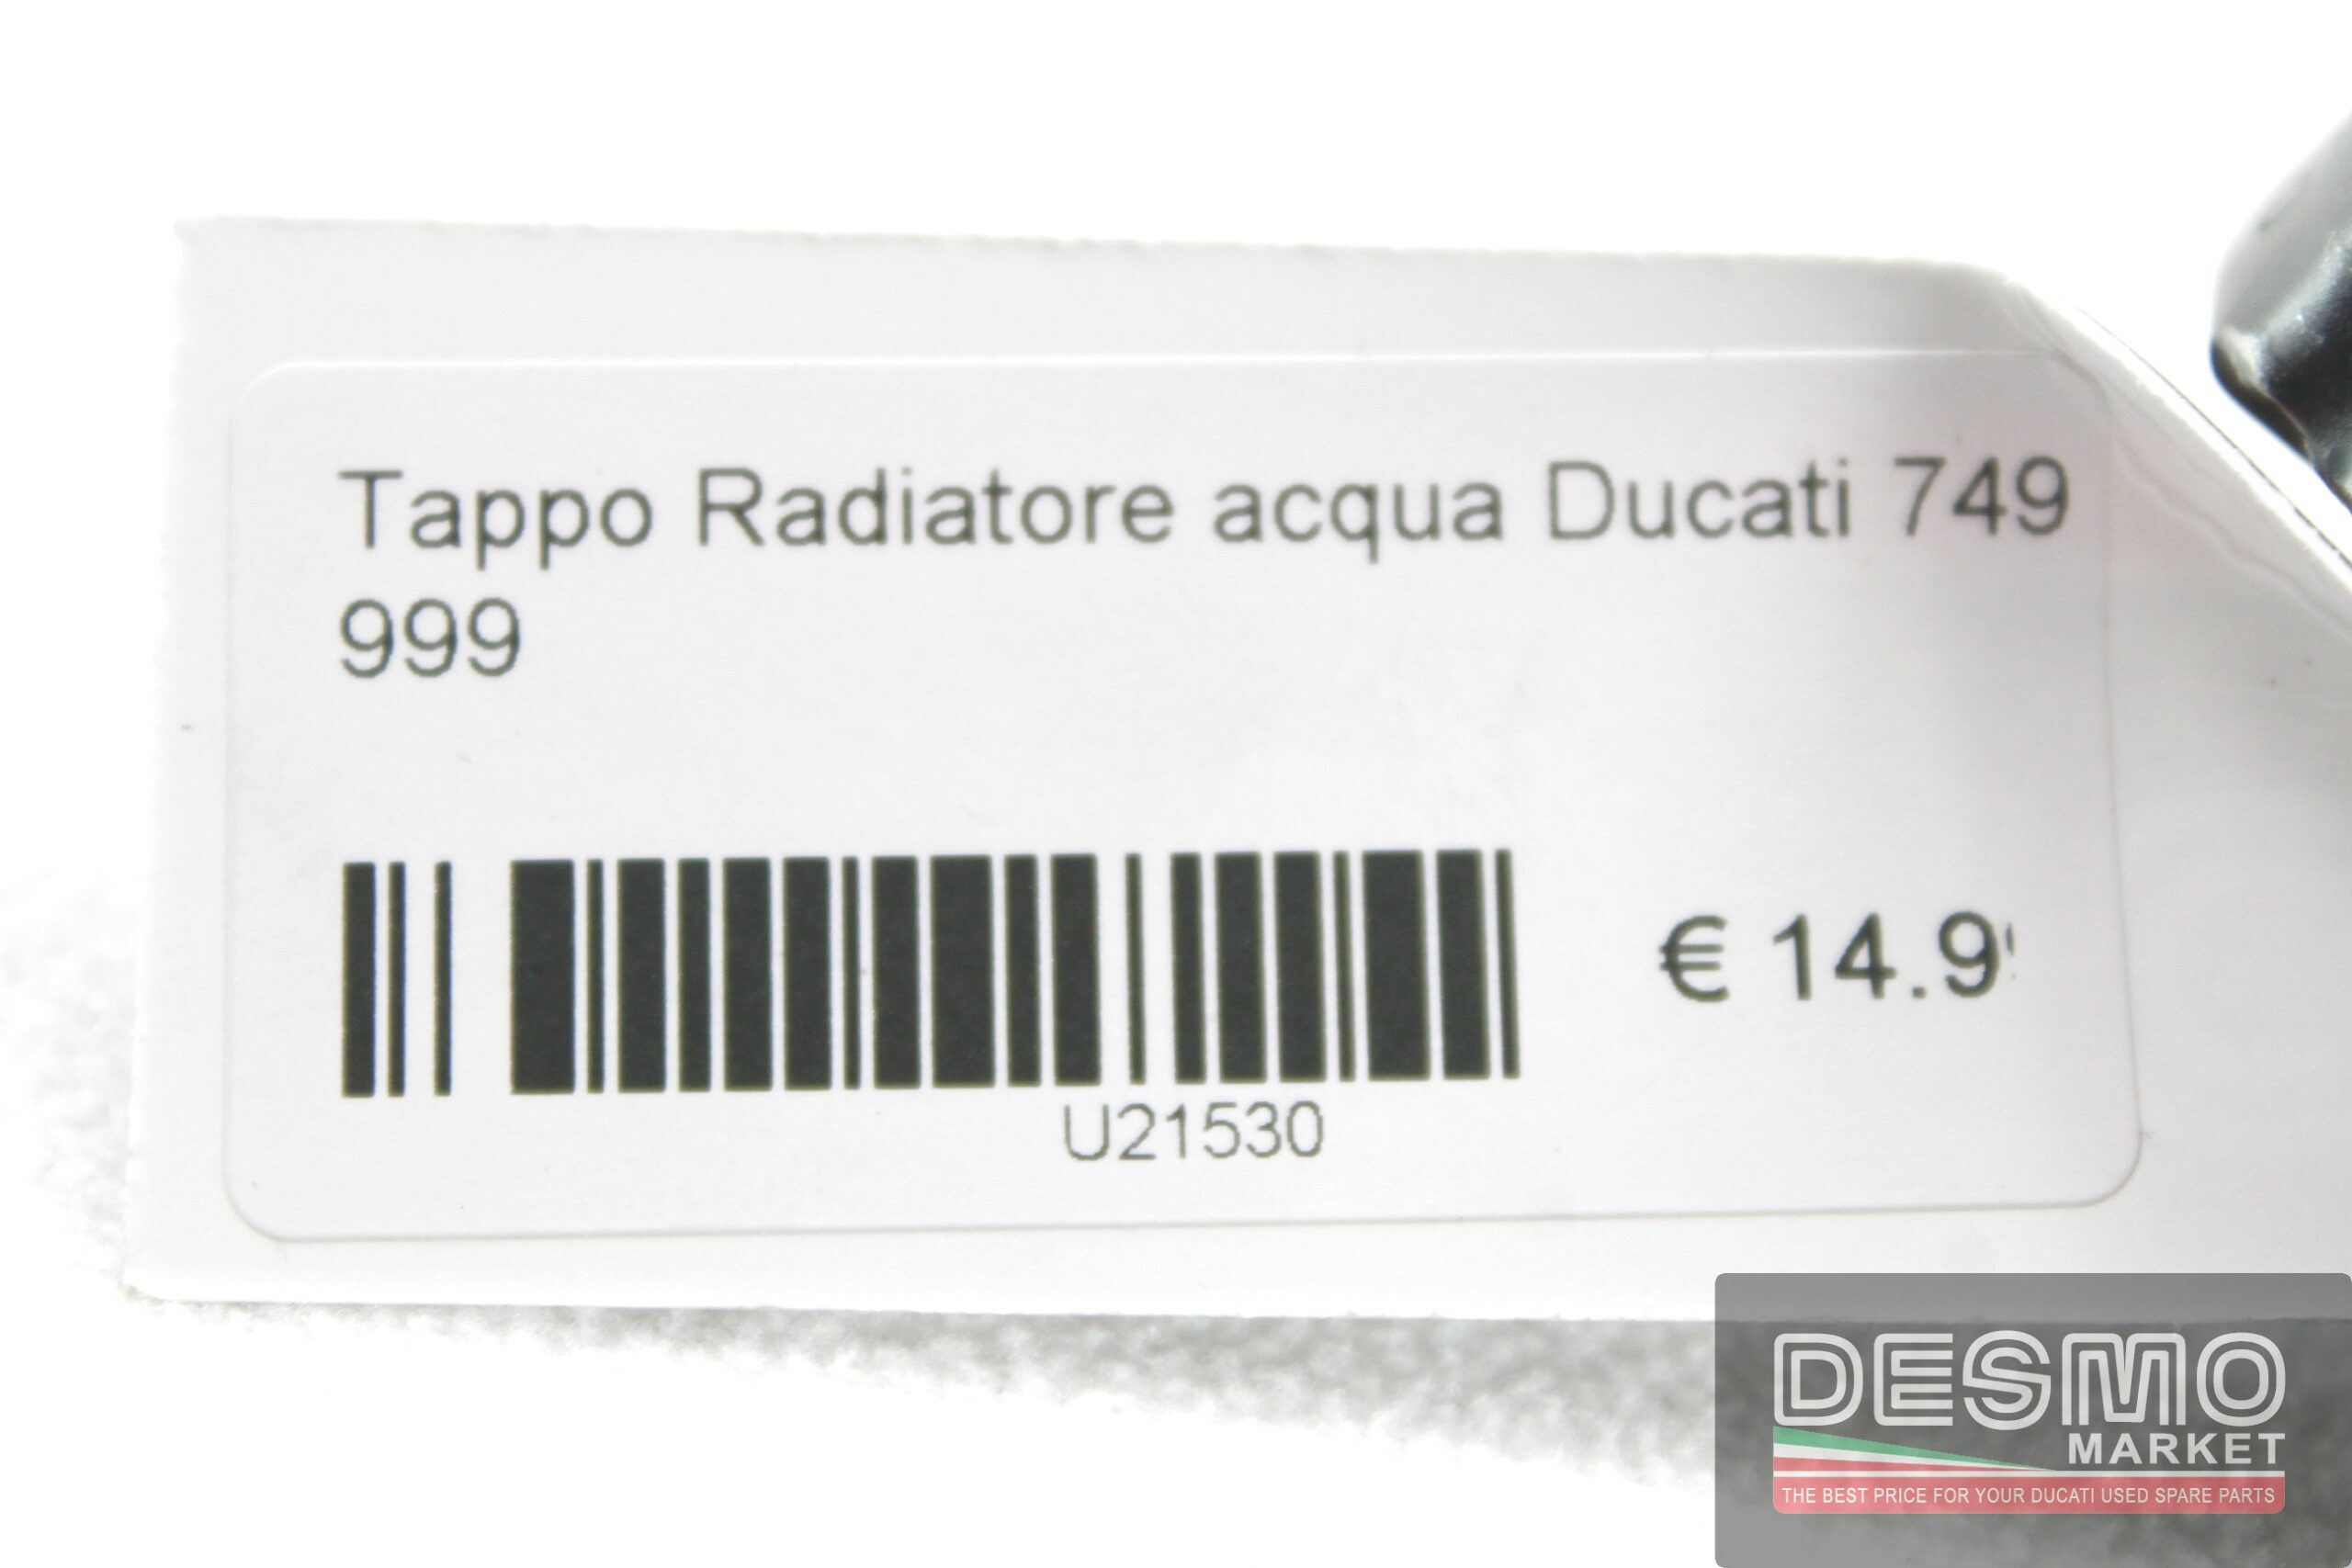 Tappo Radiatore acqua Ducati 749
999
€ 14.9
U21530
DESMO
MARKET
THE BEST PRICE FOR YOUR DUCATI USED SPARE PARTS